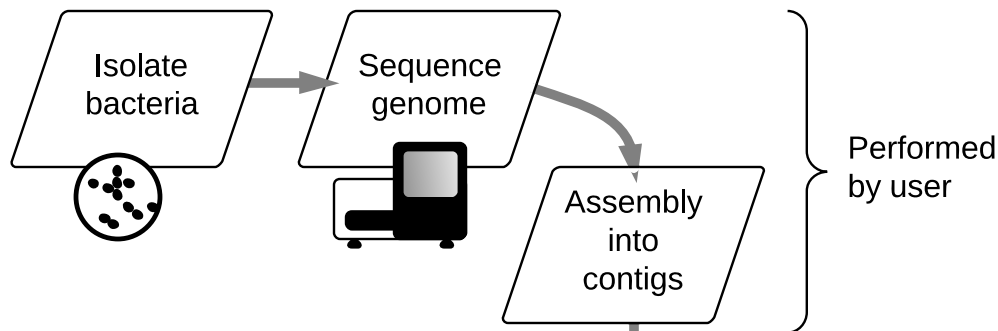 Isolate
bacteria
Sequence
genome
Assembly
into
contigs
Performed
by user